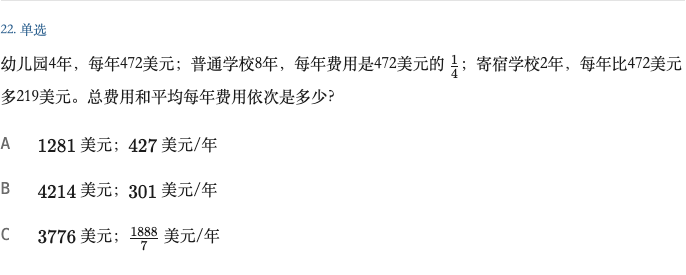 22. 单选
幼儿园4年，每年472美元；普通学校8年，每年费用是472美元的 1/4；寄宿学校2年，每年比472美元
多219美元。总费用和平均每年费用依次是多少？
A 1281 美元；427 美元/年
B 4214 美元；301 美元/年
C 3776 美元；1888/7 美元/年